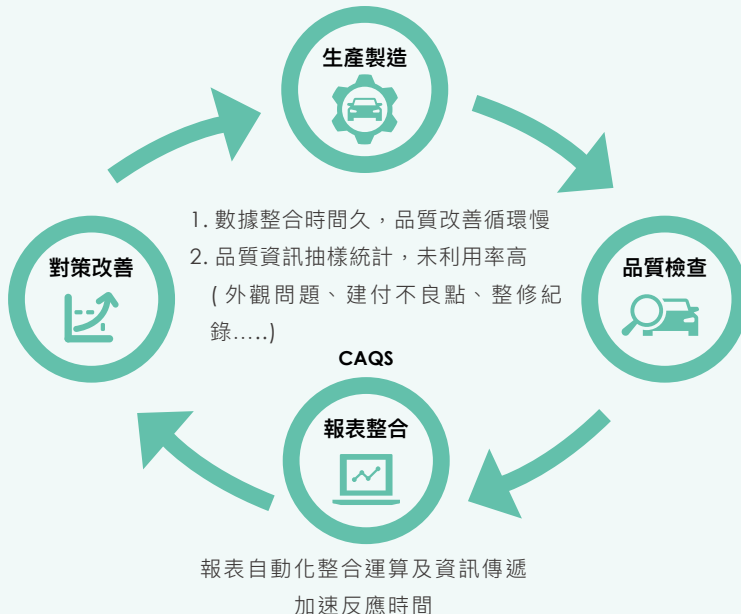 生產製造
1. 數據整合時間久，品質改善循環慢
2. 品質資訊抽樣統計，未利用率高
( 外觀問題、建付不良點、整修紀
錄…..)
對策改善
品質檢查
CAQS
報表整合
報表自動化整合運算及資訊傳遞
加速反應時間